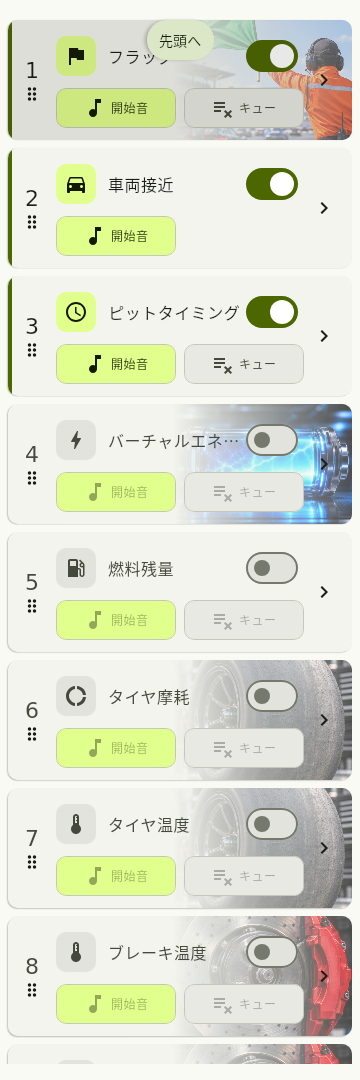 先頭へ
1
フラッグ
開始音
キュー
2
車両接近
開始音
3
ピットタイミング
開始音
キュー
4
バーチャルエネ…
開始音
キュー
5
燃料残量
開始音
キュー
6
タイヤ摩耗
開始音
キュー
7
タイヤ温度
開始音
キュー
8
ブレーキ温度
開始音
キュー